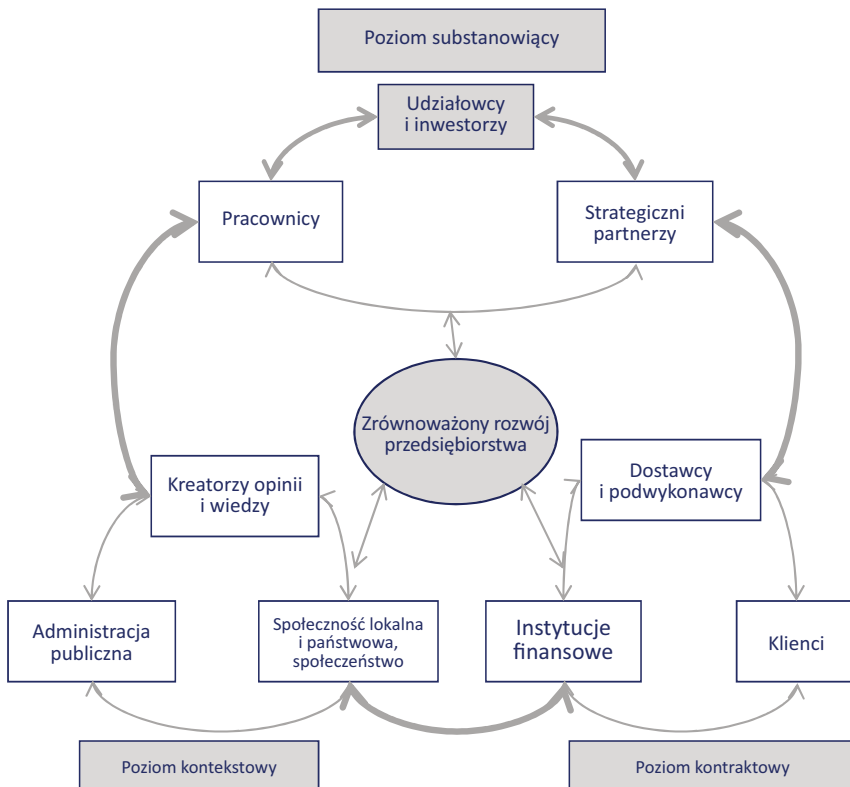 Poziom substanowiący
Udziałowcy
i inwestorzy
Pracownicy
Strategiczni
partnerzy
Zrównoważony rozwój
przedsiębiorstwa
Kreatorzy opinii
i wiedzy
Dostawcy
i podwykonawcy
Administracja
publiczna
Społeczność lokalna
i państwowa,
społeczeństwo
Instytucje
finansowe
Klienci
Poziom kontekstowy
Poziom kontraktowy